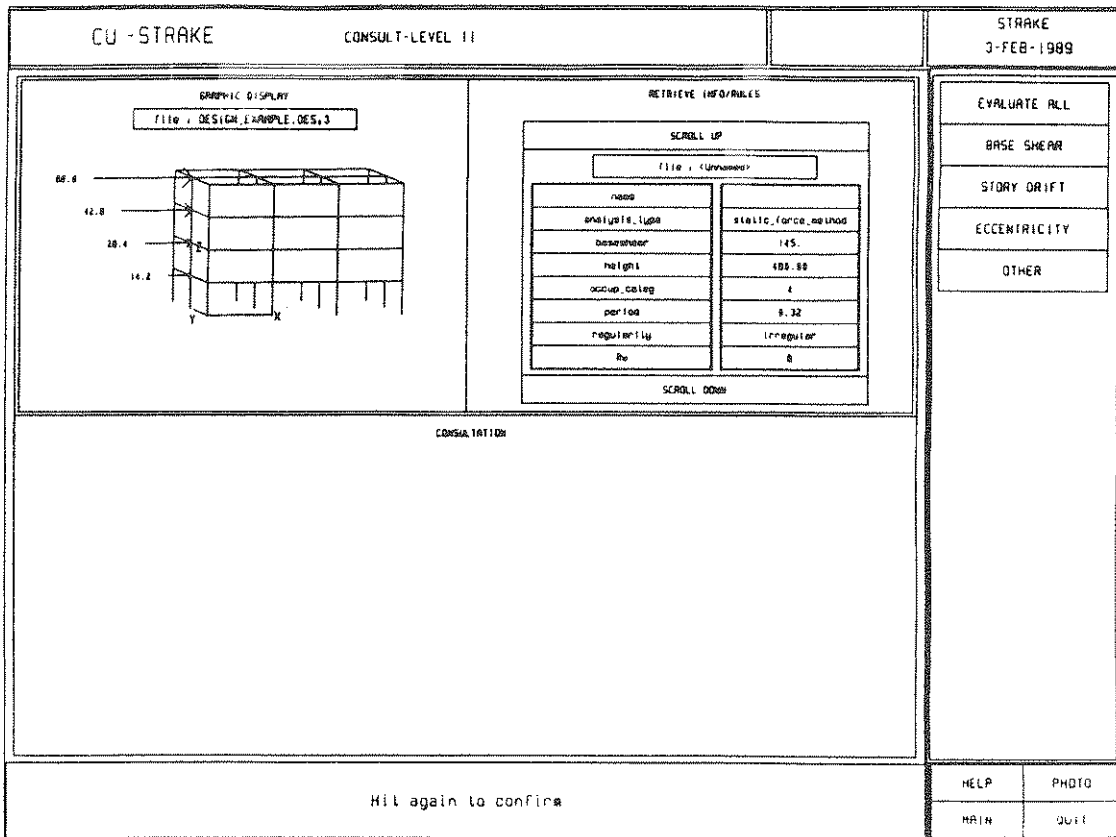 CU-STRAKE
CONSULT-LEVEL II
STRAKE
3-FEB-1989
GRAPHIC DISPLAY
file : DESIGN_EXAMPLE.DES;3
42.8
28.4
14.2
Z
Y
X
RETRIEVE INFO/RULES
SCROLL UP
file : <Unnamed>
name
analysis_type static_force_method
baseshear 145.
height
occup_categ 4
period 0.32
regularity irregular
Rw 8
SCROLL DOWN
EVALUATE ALL
BASE SHEAR
STORY DRIFT
ECCENTRICITY
OTHER
CONSULTATION
Hit again to confirm
HELP PHOTO
MAIN QUIT